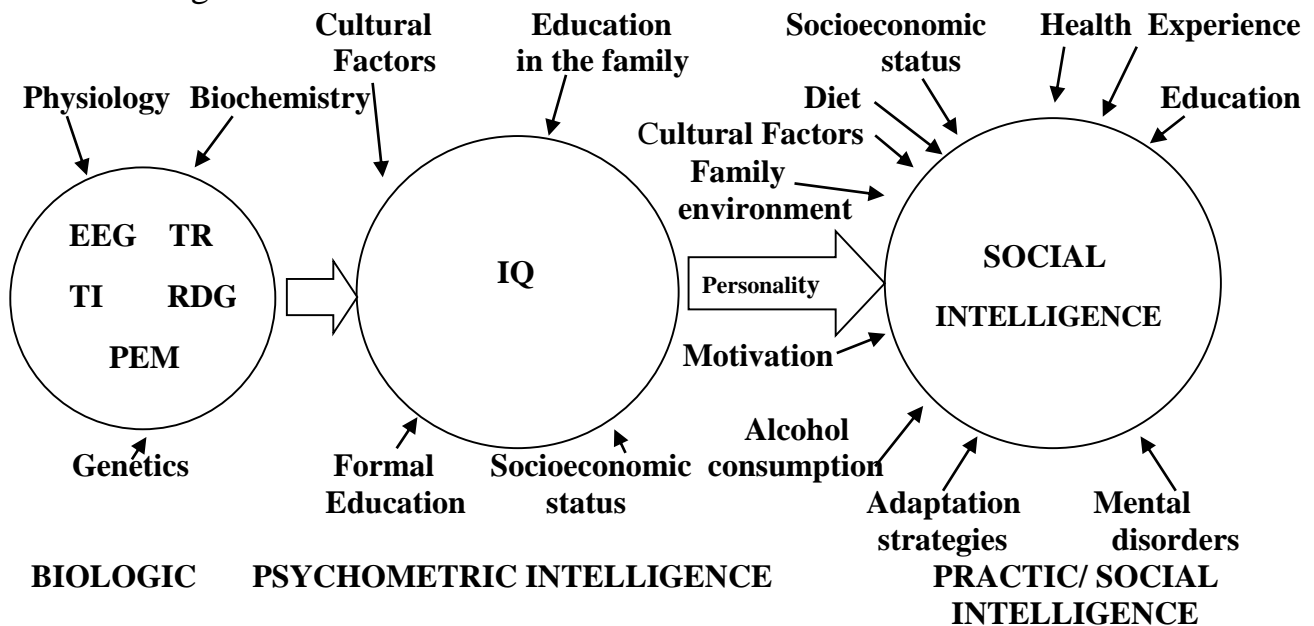 Cultural
Factors
Education
in the family
Socioeconomic
status
Health
Experience
Physiology
Biochemistry
Diet
Education
Сultural Factors
Family
environment
EEG TR
TI RDG
PEM
IQ
Personality
SOCIAL
INTELLIGENCE
Motivation
Genetics
Formal
Education
Socioeconomic
status
Alcohol
consumption
Adaptation
strategies
Mental
disorders
BIOLOGIC
PSYCHOMETRIC INTELLIGENCE
PRACTIC/ SOCIAL
INTELLIGENCE